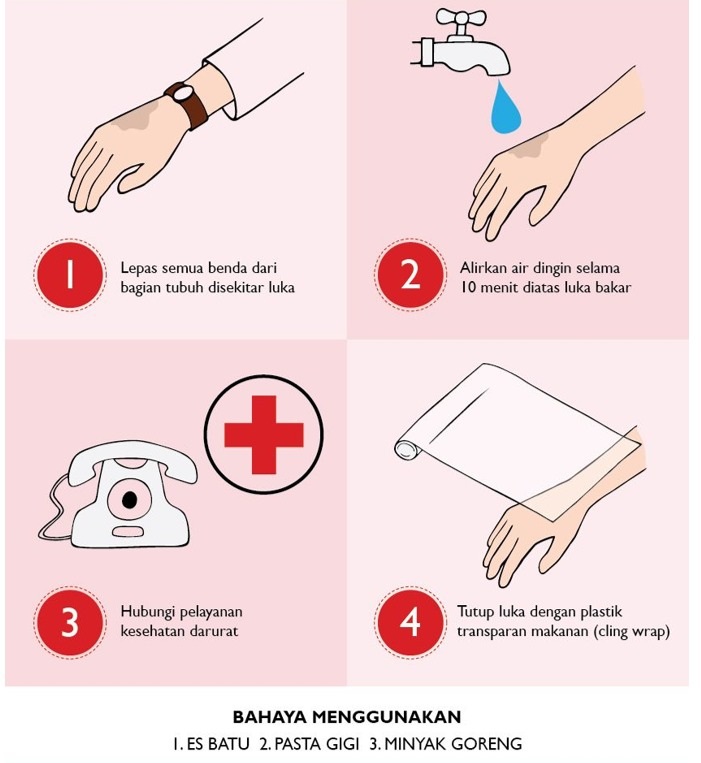 1
Lepas semua benda dari
bagian tubuh disekitar luka
2
Alirkan air dingin selama
10 menit diatas luka bakar
3
Hubungi pelayanan
kesehatan darurat
4
Tutup luka dengan plastik
transparan makanan (cling wrap)
BAHAYA MENGGUNAKAN
1. ES BATU 2. PASTA GIGI 3. MINYAK GORENG